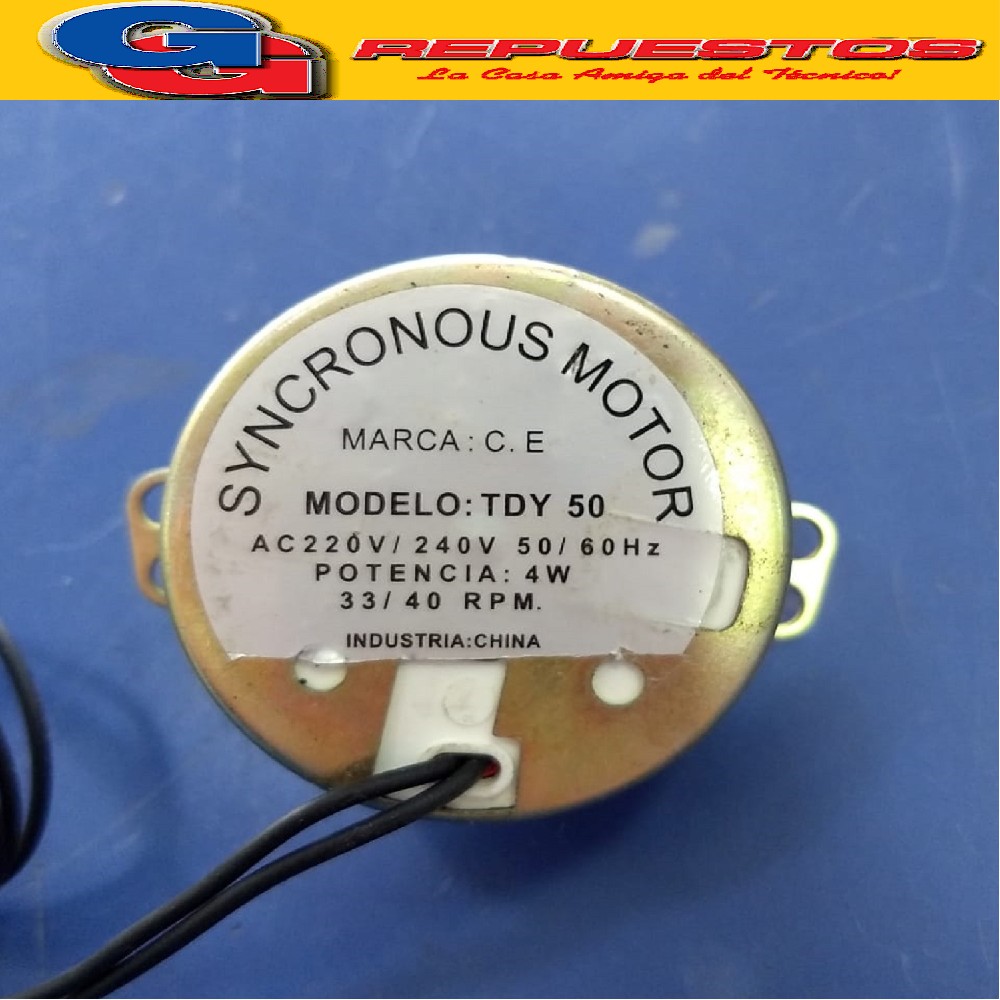 GG REPUESTOS
La Casa Amiga del Técnico!
SYNCRONOUS MOTOR
MARCA: C. E
MODELO: TDY 50
AC220V/ 240V 50/ 60Hz
POTENCIA: 4W
33/ 40 RPM.
INDUSTRIA:CHINA